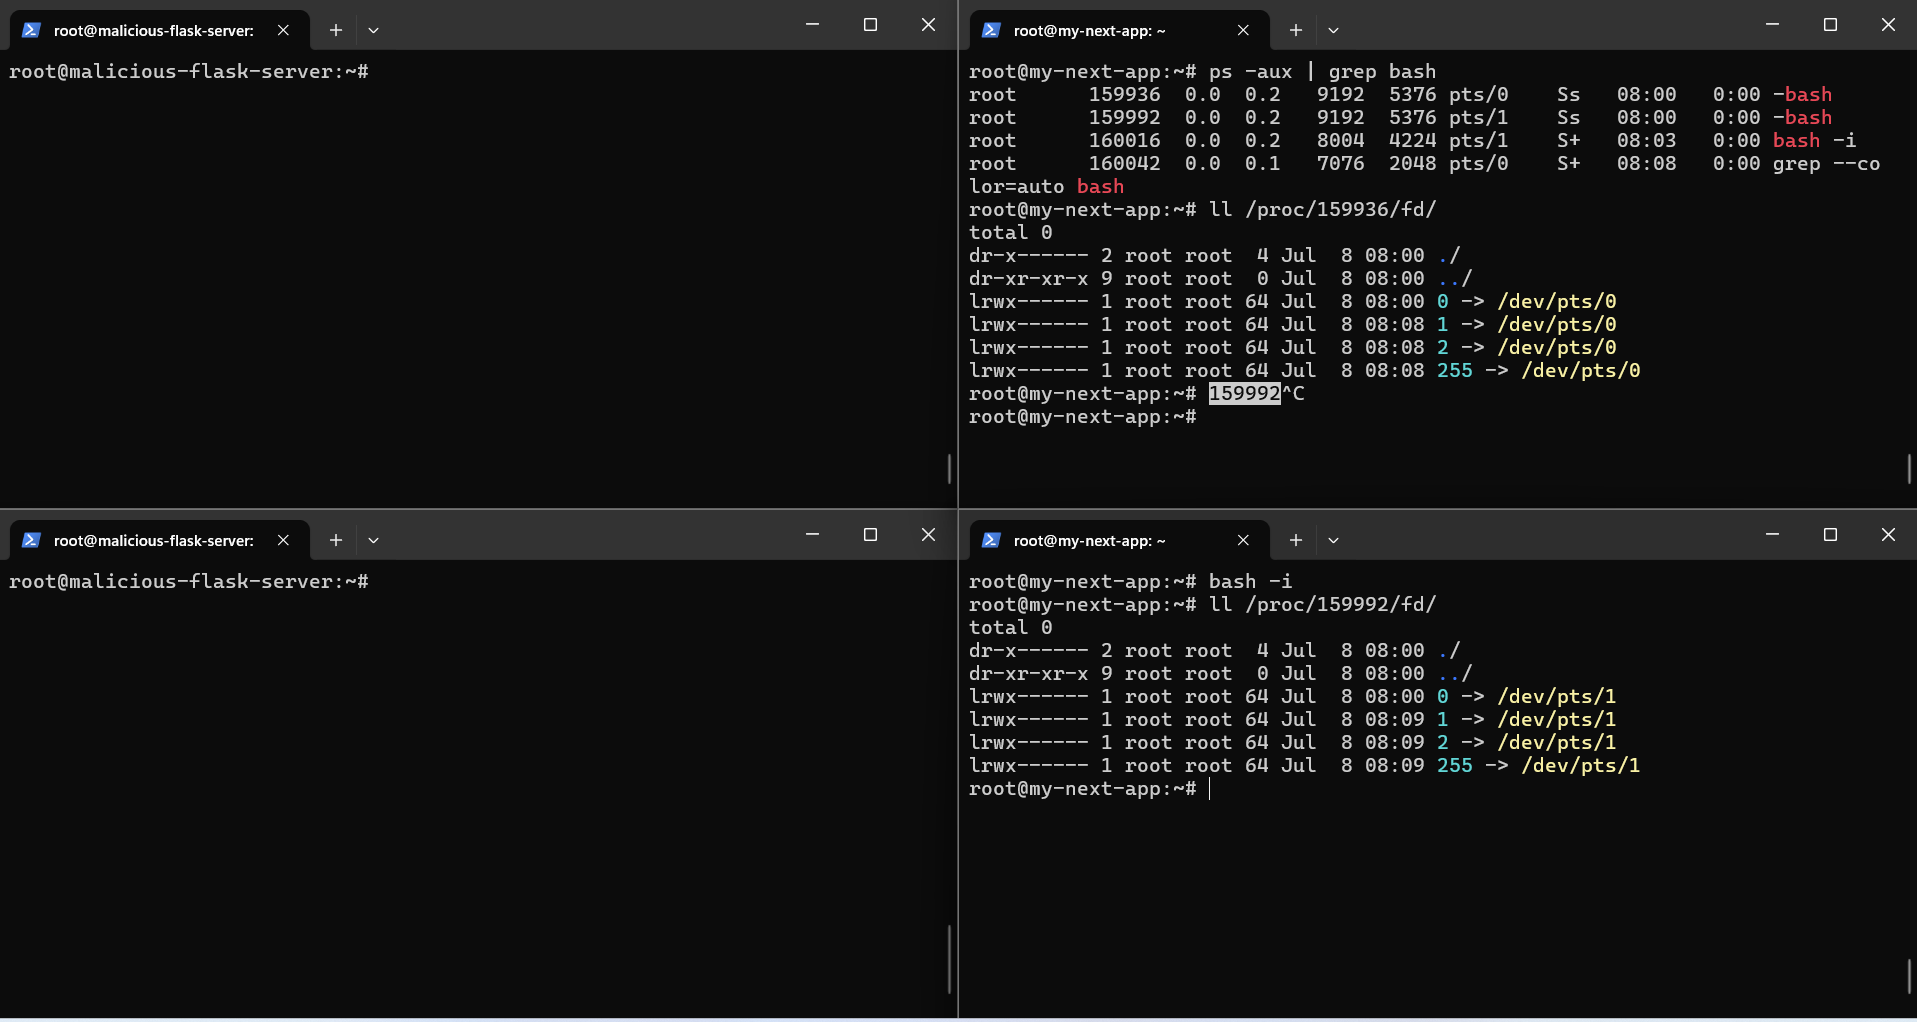 root@malicious-flask-server:
root@malicious-flask-server:~#
root@my-next-app: ~
root@my-next-app:~# ps -aux | grep bash
root      159936  0.0  0.2   9192  5376 pts/0    Ss   08:00   0:00 -bash
root      159992  0.0  0.2   9192  5376 pts/1    Ss   08:00   0:00 -bash
root      160016  0.0  0.2   8004  4224 pts/1    S+   08:03   0:00 bash -i
root      160042  0.0  0.1   7076  2048 pts/0    S+   08:08   0:00 grep --co
lor=auto bash
root@my-next-app:~# ll /proc/159936/fd/
total 0
dr-x------ 2 root root  4 Jul  8 08:00 ./
dr-xr-xr-x 9 root root  0 Jul  8 08:00 ../
lrwx------ 1 root root 64 Jul  8 08:00 0 -> /dev/pts/0
lrwx------ 1 root root 64 Jul  8 08:08 1 -> /dev/pts/0
lrwx------ 1 root root 64 Jul  8 08:08 2 -> /dev/pts/0
lrwx------ 1 root root 64 Jul  8 08:08 255 -> /dev/pts/0
root@my-next-app:~# 159992^C
root@my-next-app:~#
root@malicious-flask-server:
root@malicious-flask-server:~#
root@my-next-app: ~
root@my-next-app:~# bash -i
root@my-next-app:~# ll /proc/159992/fd/
total 0
dr-x------ 2 root root  4 Jul  8 08:00 ./
dr-xr-xr-x 9 root root  0 Jul  8 08:00 ../
lrwx------ 1 root root 64 Jul  8 08:00 0 -> /dev/pts/1
lrwx------ 1 root root 64 Jul  8 08:09 1 -> /dev/pts/1
lrwx------ 1 root root 64 Jul  8 08:09 2 -> /dev/pts/1
lrwx------ 1 root root 64 Jul  8 08:09 255 -> /dev/pts/1
root@my-next-app:~#